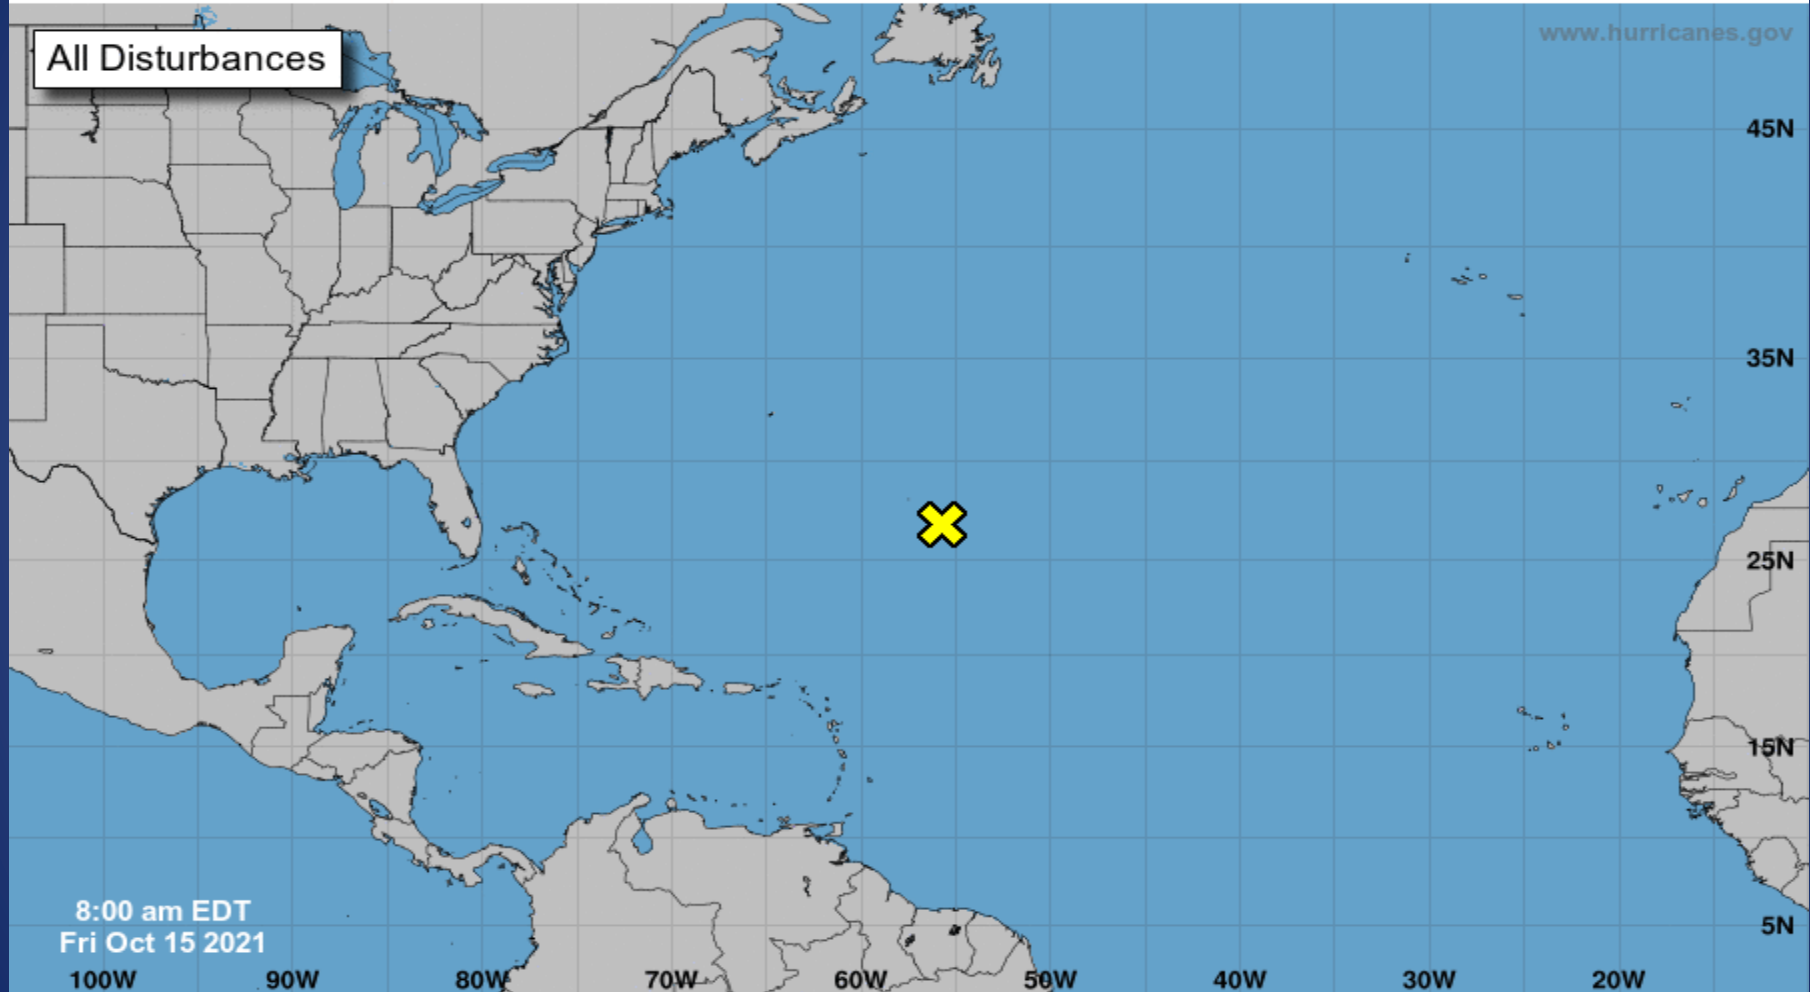 www.hurricanes.gov
All Disturbances
45N
35N
25N
15N
5N
8:00 am EDT
Fri Oct 15 2021
100W 90W 80W 70W 60W 50W 40W 30W 20W